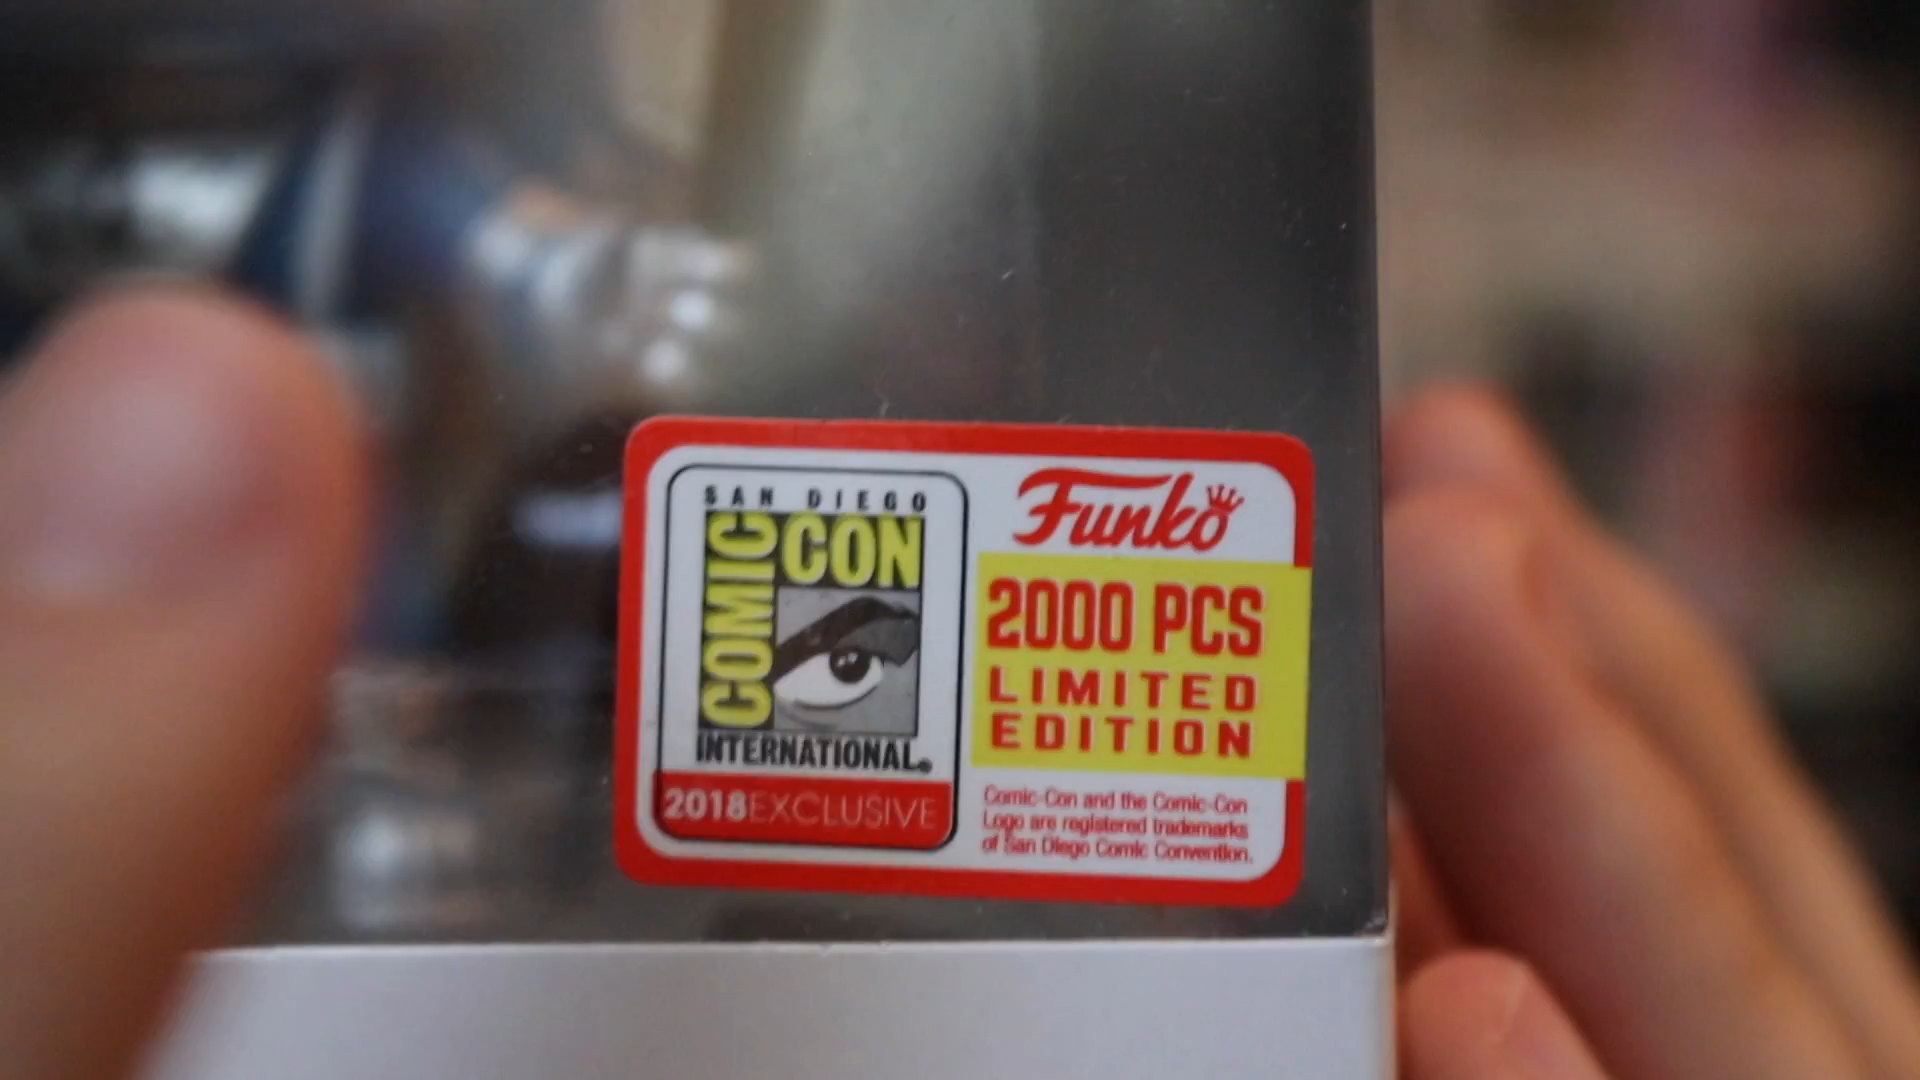 SAN DIEGO
COMIC
CON
INTERNATIONAL®
2018EXCLUSIVE
Funko
2000 PCS
LIMITED
EDITION
Comic-Con and the Comic-Con
Logo are registered trademarks
of San Diego Comic Convention.